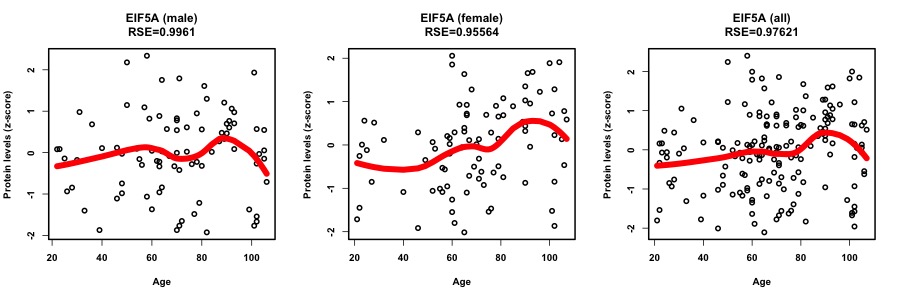 EIF5A (male)
RSE=0.9961
Protein levels (z-score)
2
1
0
-1
-2
20 40 60 80 100
Age
EIF5A (female)
RSE=0.95564
Protein levels (z-score)
2
1
0
-1
-2
20 40 60 80 100
Age
EIF5A (all)
RSE=0.97621
Protein levels (z-score)
2
1
0
-1
-2
20 40 60 80 100
Age